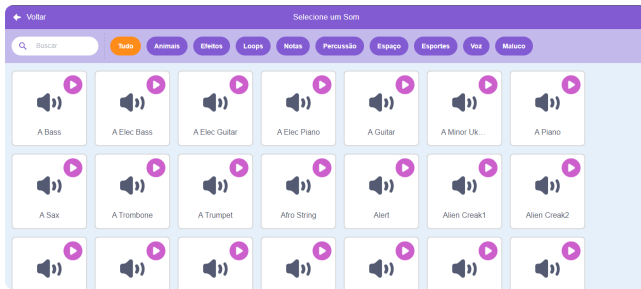 Voltar
Selecione um Som
Buscar
Tudo Animais Efeitos Loops Notas Percussão Espaço Esportes Voz Maluco
A Bass A Elec Bass A Elec Guitar A Elec Piano A Guitar A Minor Uk... A Piano
A Sax A Trombone A Trumpet Afro String Alert Alien Creak1 Alien Creak2